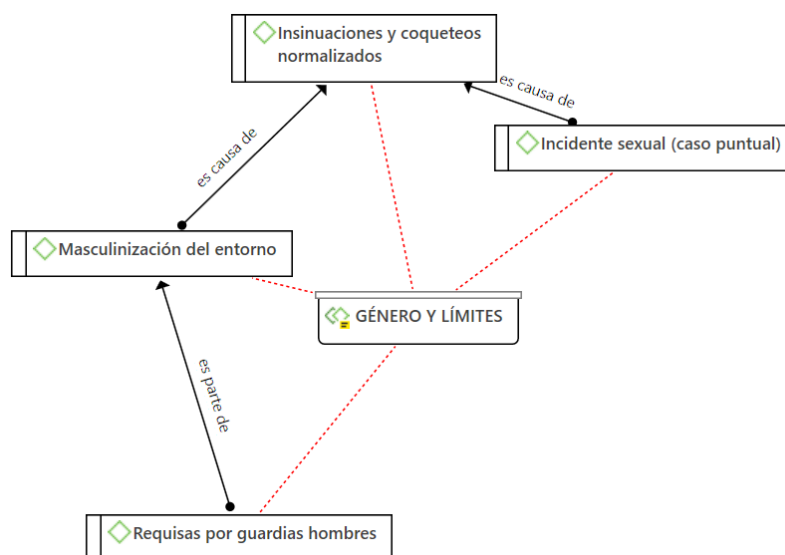 Insinuaciones y coqueteos
normalizados
es causa de
Incidente sexual (caso puntual)
es causa de
Masculinización del entorno
GÉNERO Y LÍMITES
es parte de
Requisas por guardias hombres